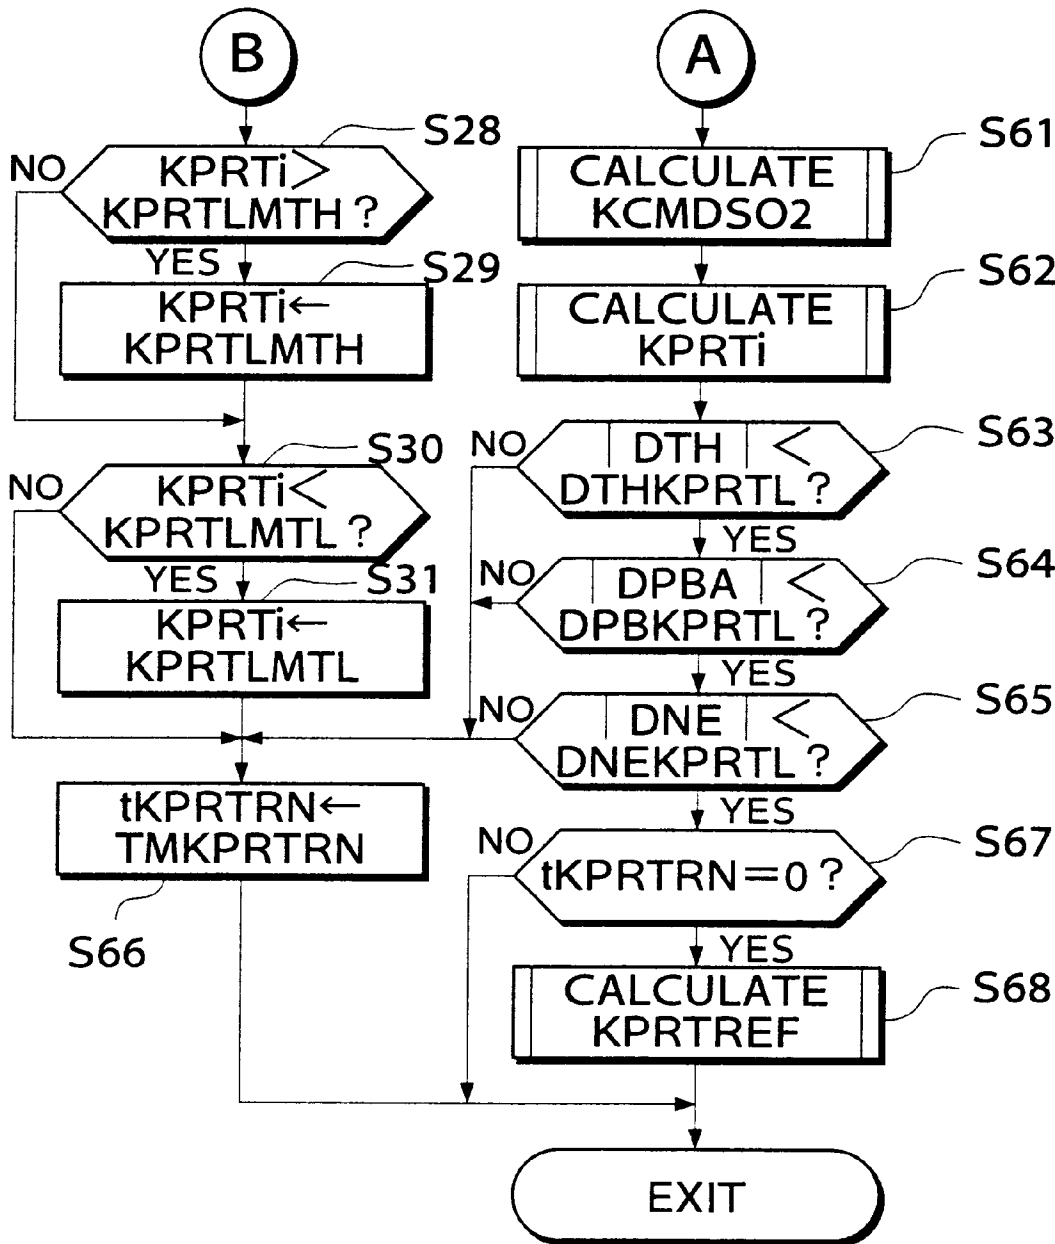 B
S28
NO
KPRTi>
KPRTLMTH?
YES
S29
KPRTi←
KPRTLMTH
S30
NO
KPRTi<
KPRTLMTL?
YES
S31
KPRTi←
KPRTLMTL
tKPRTRN←
TMKPRTRN
S66
A
S61
CALCULATE
KCMDSO2
S62
CALCULATE
KPRTi
S63
NO
|DTH| <
DTHKPRTL?
YES
S64
NO
|DPBA| <
DPBKPRTL?
YES
S65
NO
|DNE| <
DNEKPRTL?
YES
S67
NO
tKPRTRN=0?
YES
S68
CALCULATE
KPRTREF
EXIT